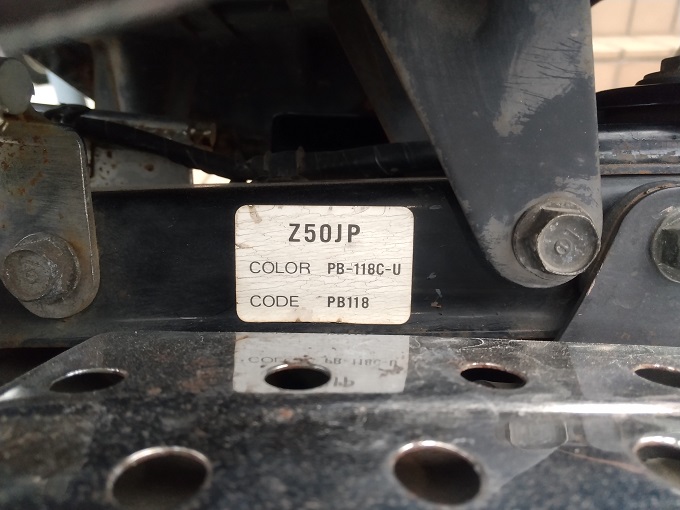 Z50JP
COLOR PB-118C-U
CODE PB118